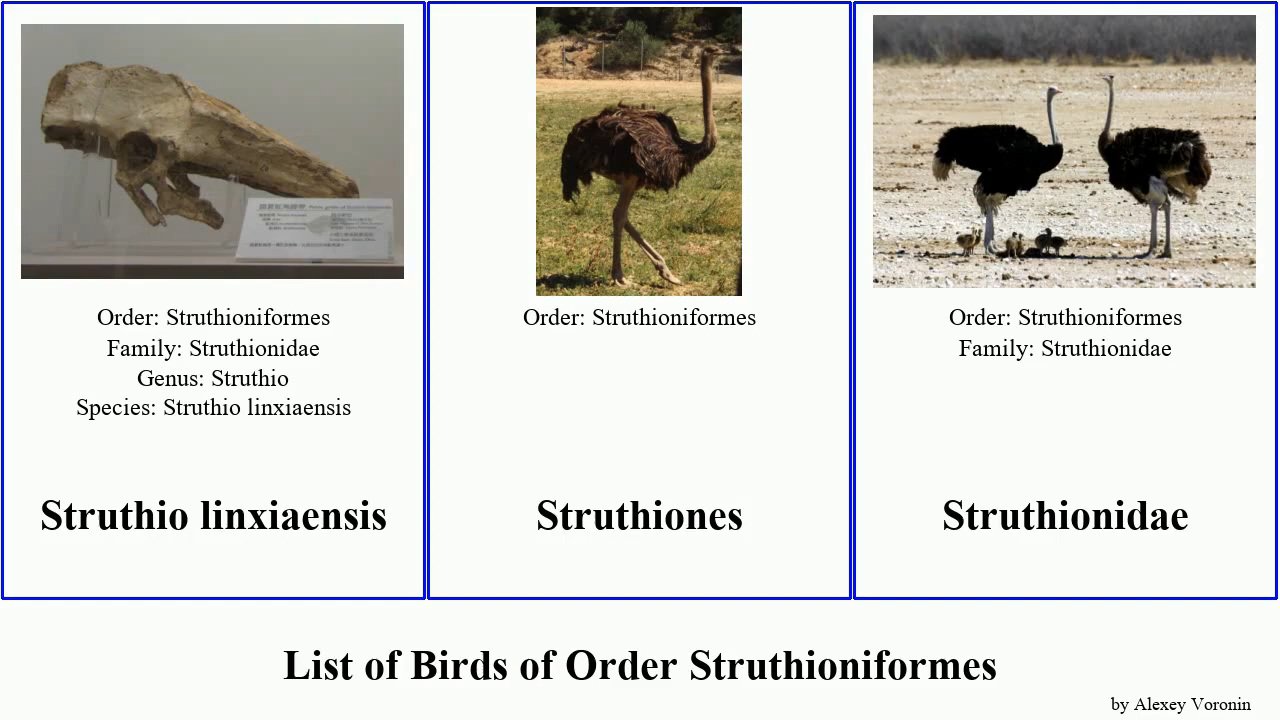 Order: Struthioniformes
Family: Struthionidae
Genus: Struthio
Species: Struthio linxiaensis
Struthio linxiaensis
Order: Struthioniformes
Struthiones
Order: Struthioniformes
Family: Struthionidae
Struthionidae
List of Birds of Order Struthioniformes
by Alexey Voronin